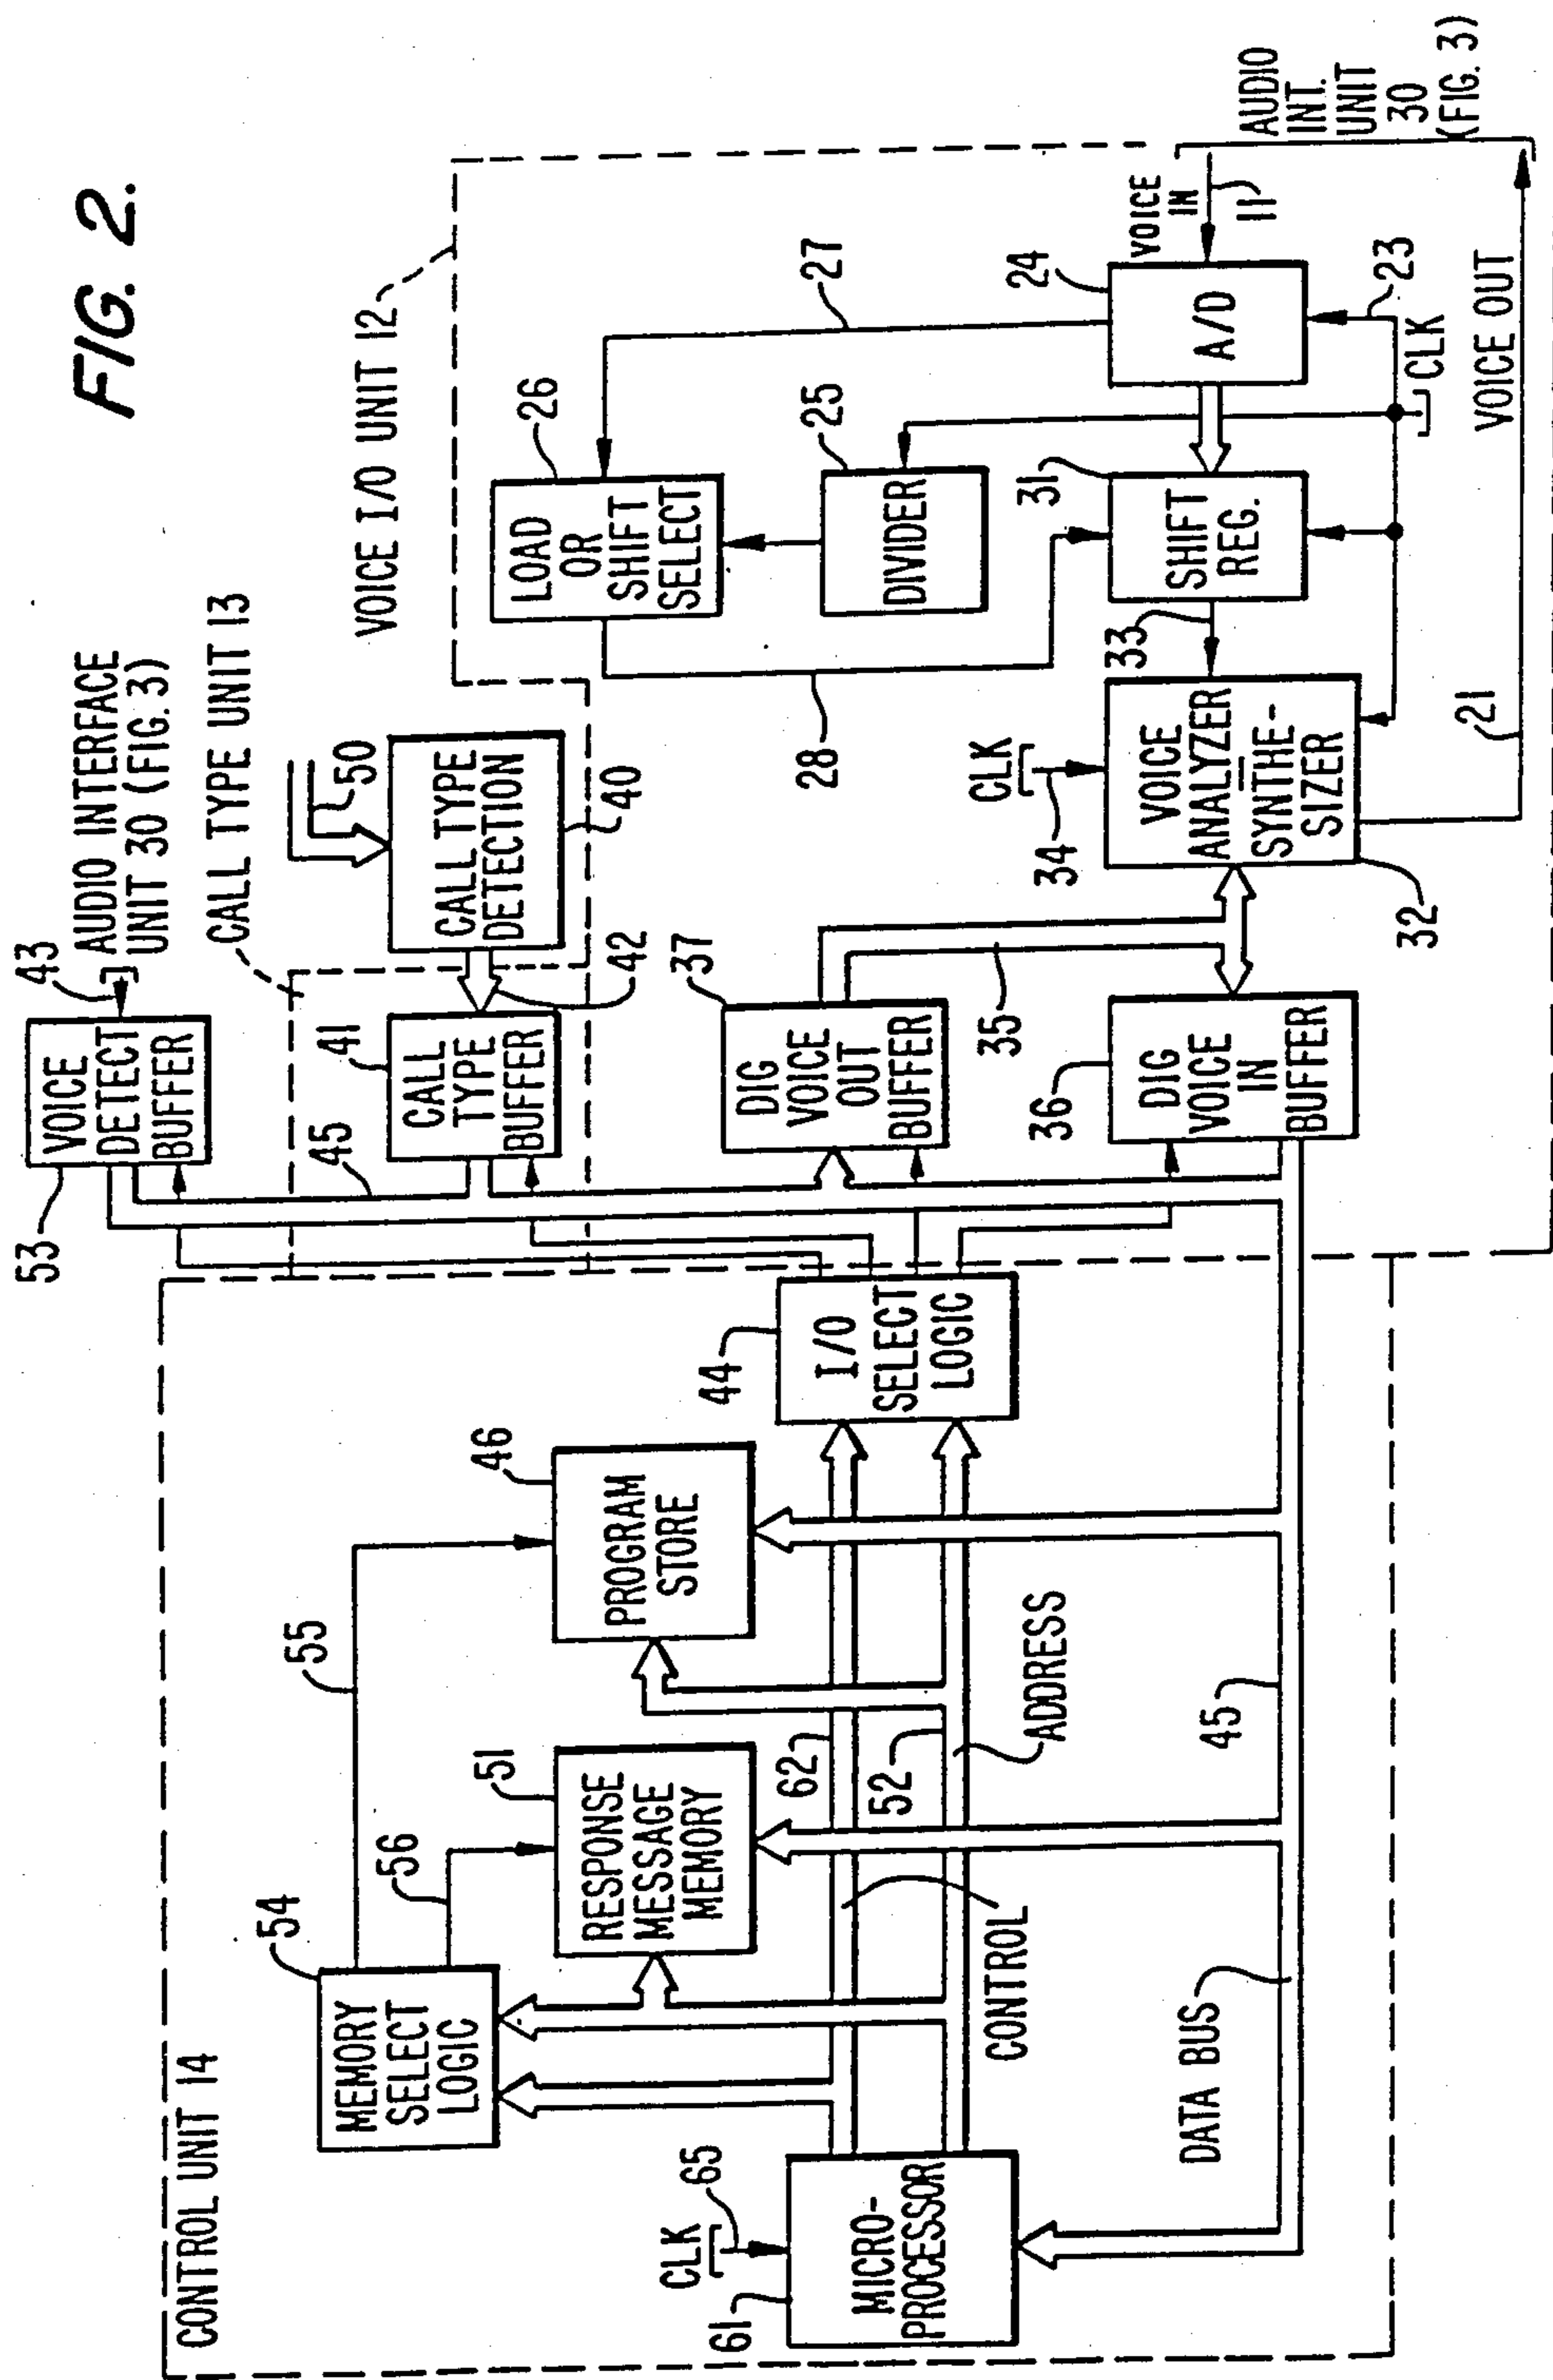 FIG. 2.
53
VOICE
DETECT
BUFFER
43
AUDIO INTERFACE
UNIT 30 (FIG. 3)
CALL TYPE UNIT 13
VOICE I/O UNIT 12
CONTROL UNIT 14
45
41
CALL
TYPE
BUFFER
42
50
CALL TYPE
DETECTION
40
54
MEMORY
SELECT
LOGIC
55
56
51
RESPONSE
MESSAGE
MEMORY
46
PROGRAM
STORE
44
I/O
SELECT
LOGIC
37
DIG
VOICE
OUT
BUFFER
35
26
LOAD
OR
SHIFT
SELECT
27
28
25
DIVIDER
CLK
65
61
MICRO-
PROCESSOR
62
52
CONTROL
ADDRESS
DATA BUS
45
36
DIG
VOICE
IN
BUFFER
CLK
34
VOICE
ANALYZER
SYNTHE-
SIZER
32
33
31
SHIFT
REG.
24
A/D
VOICE
IN
11
AUDIO
INT.
UNIT
30
(FIG. 3)
23
CLK
21
VOICE OUT